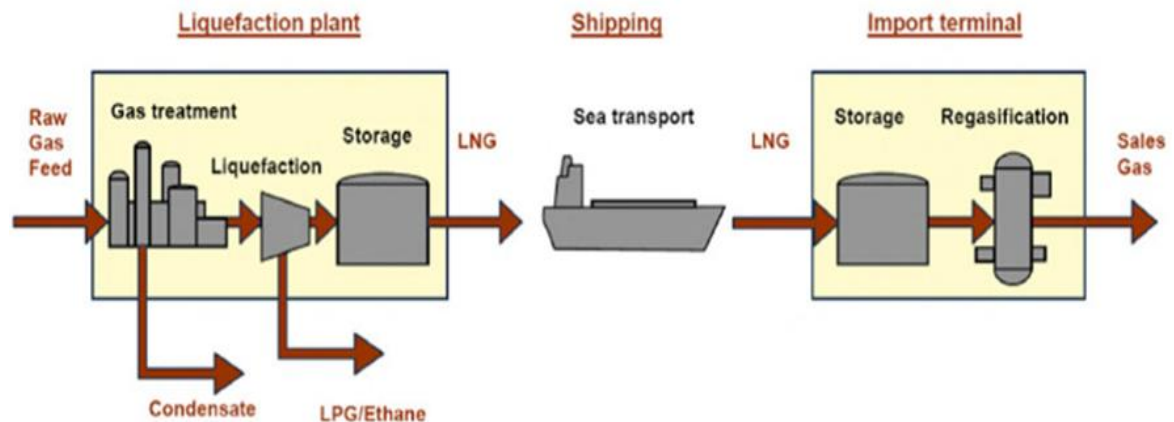 Liquefaction plant
Shipping
Import terminal
Raw
Gas
Feed
Gas treatment
Liquefaction
Storage
LNG
Sea transport
LNG
Storage
Regasification
Sales
Gas
Condensate
LPG/Ethane